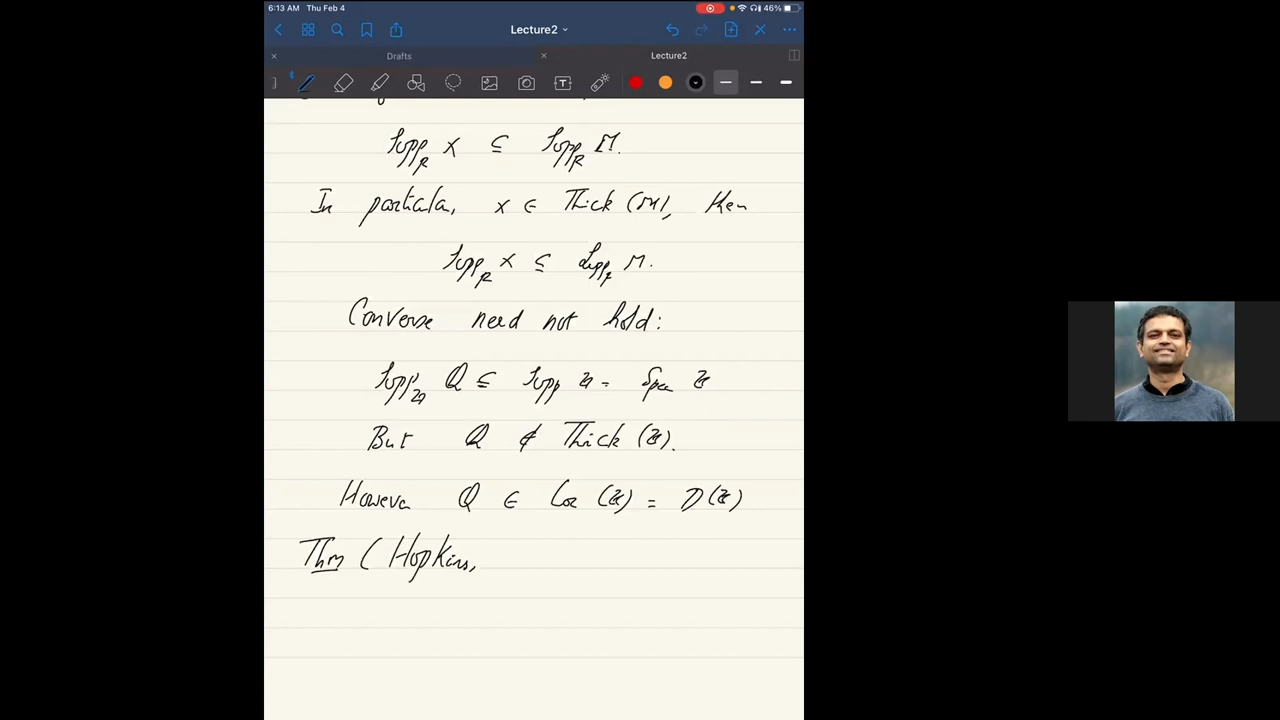 6:13 AM Thu Feb 4
46%
Lecture2
Drafts
Lecture2
Supp_R X ⊆ Supp_R M.
In particular, X ∈ Thick(M), then
Supp_R X ⊆ Supp_R M.
Converse need not hold:
Supp_ℤ Q ⊆ Supp ℤ = Spec ℤ
But Q ∉ Thick (ℤ).
However Q ∈ Loc (ℤ) = D(ℤ)
Thm ( Hopkins,